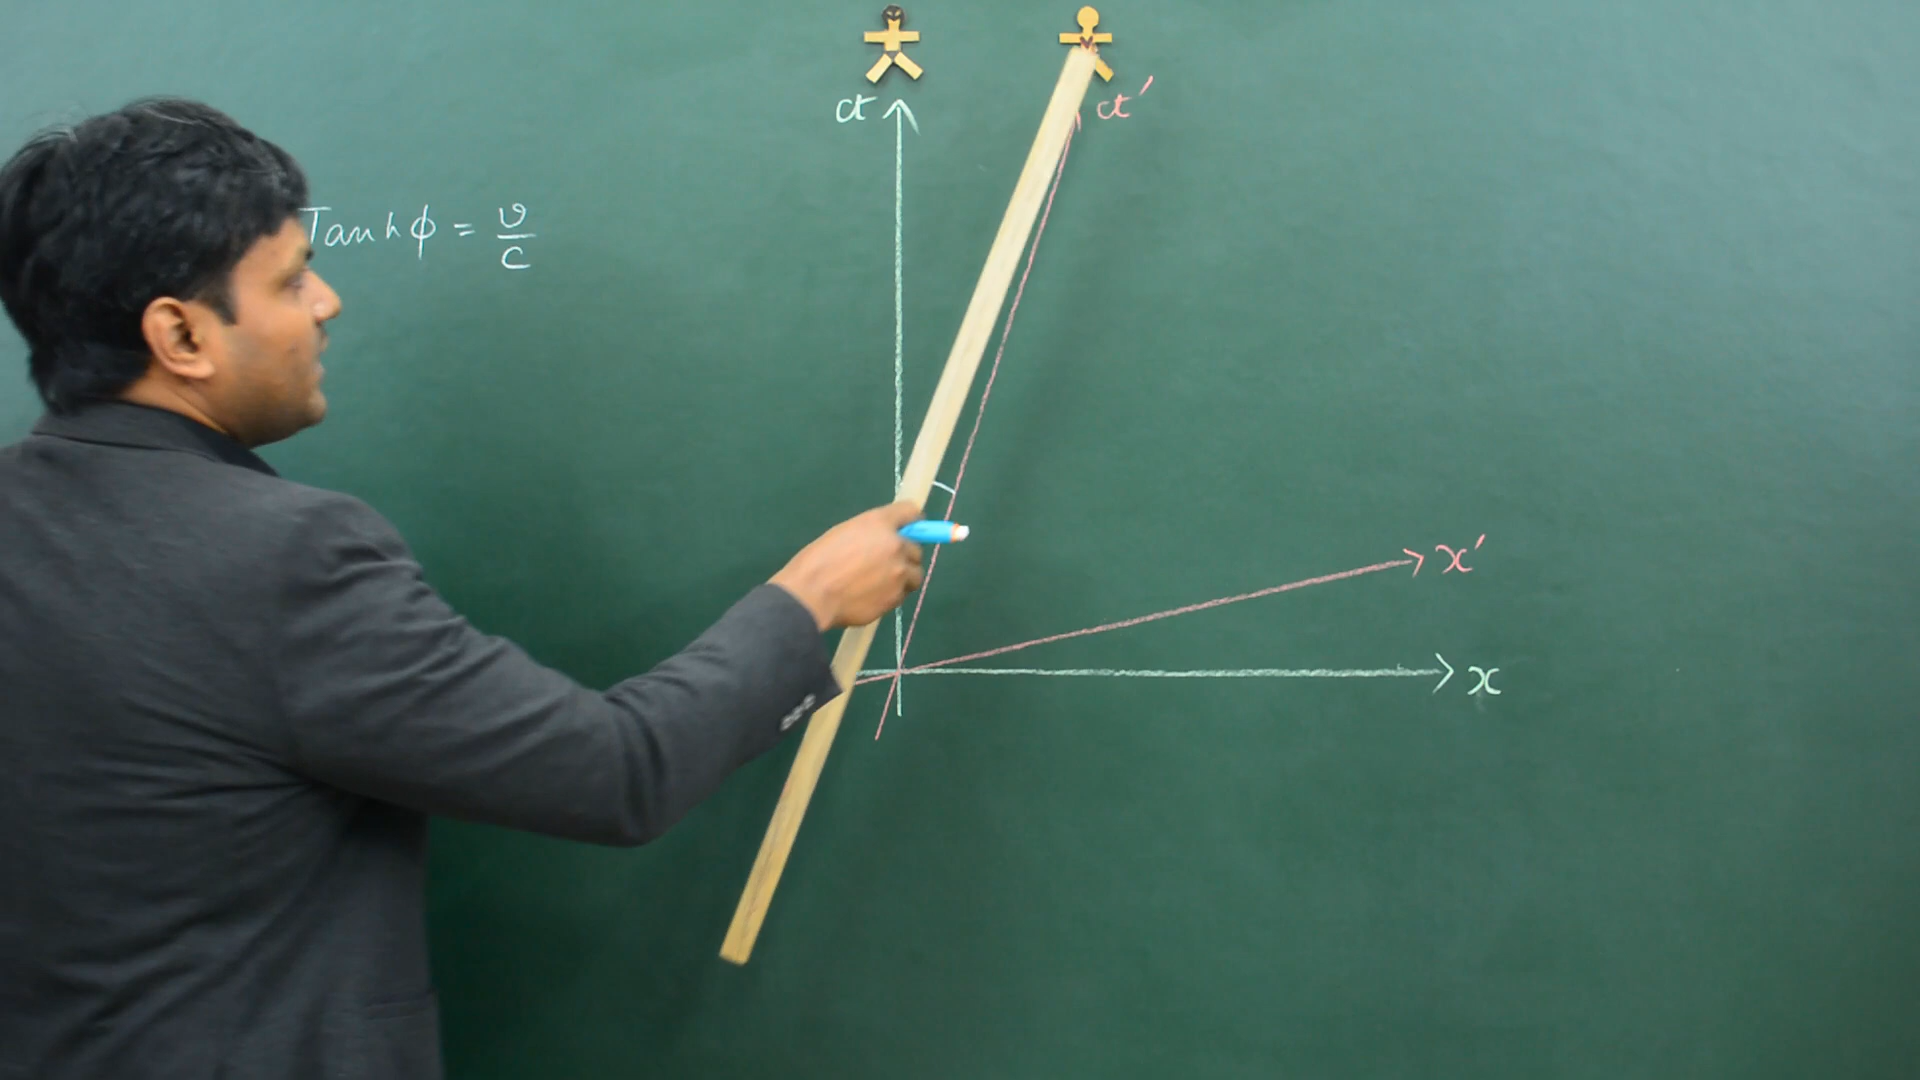 ct
ct′
Tanh ϕ = v/c
x′
x